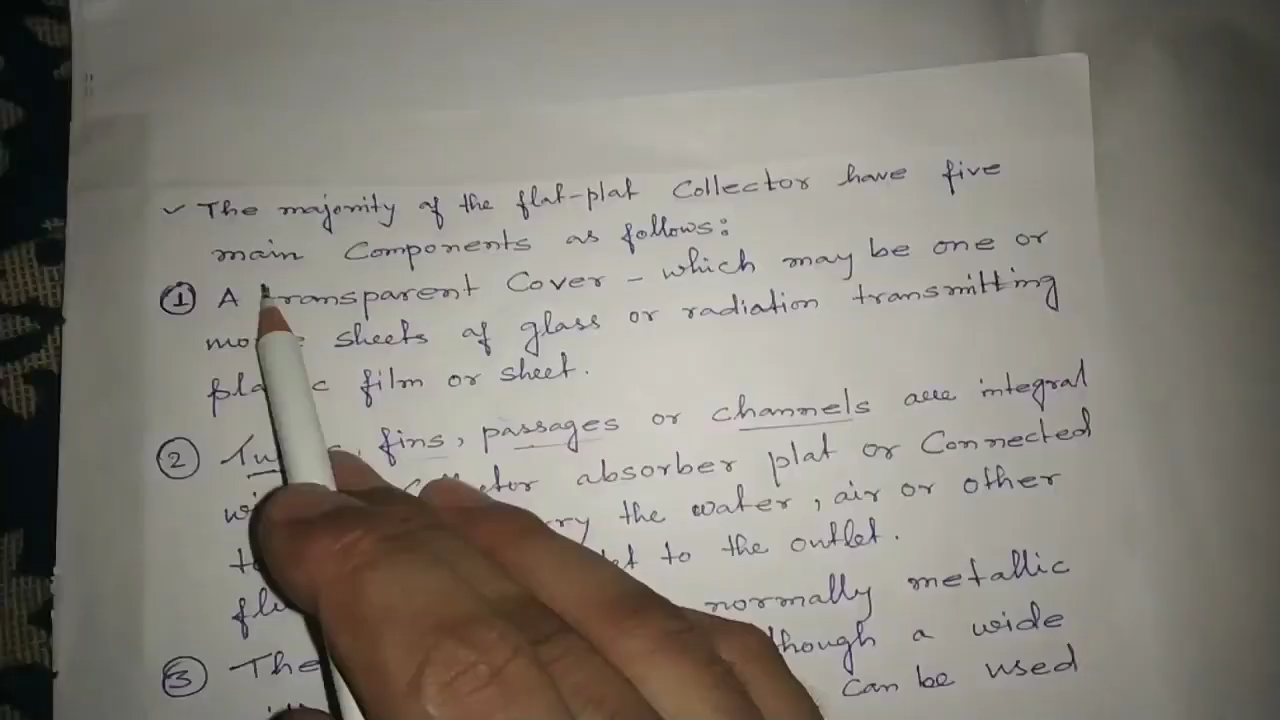 ✓ The majority of the flat-plat Collector have five
main Components as follows:
① A transparent Cover - which may be one or
sheets of glass or radiation transmitting
film or sheet.
② fins, passages or channels are integral
absorber plat or Connected
the water, air or other
to the outlet.
normally metallic
③ The a wide
can be used